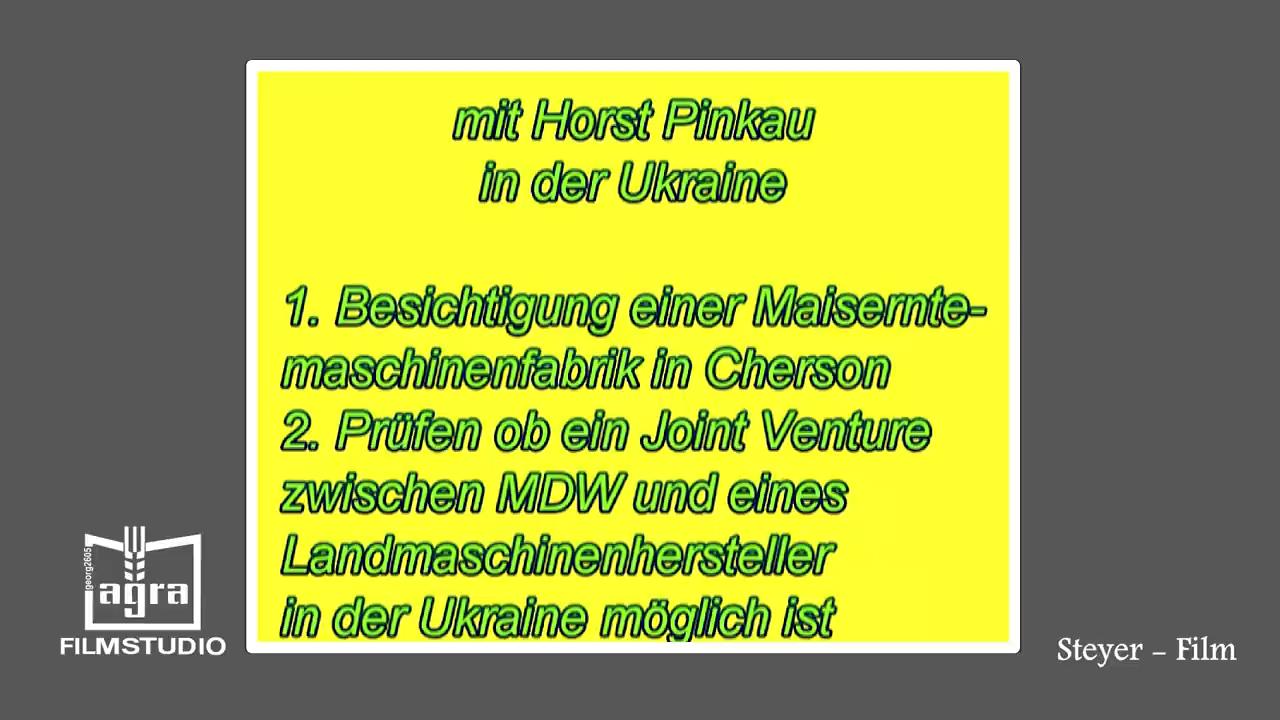 mit Horst Pinkau
in der Ukraine
1. Besichtigung einer Maisernte-
maschinenfabrik in Cherson
2. Prüfen ob ein Joint Venture
zwischen MDW und eines
Landmaschinenhersteller
in der Ukraine möglich ist
georg2605
agra
FILMSTUDIO
Steyer – Film